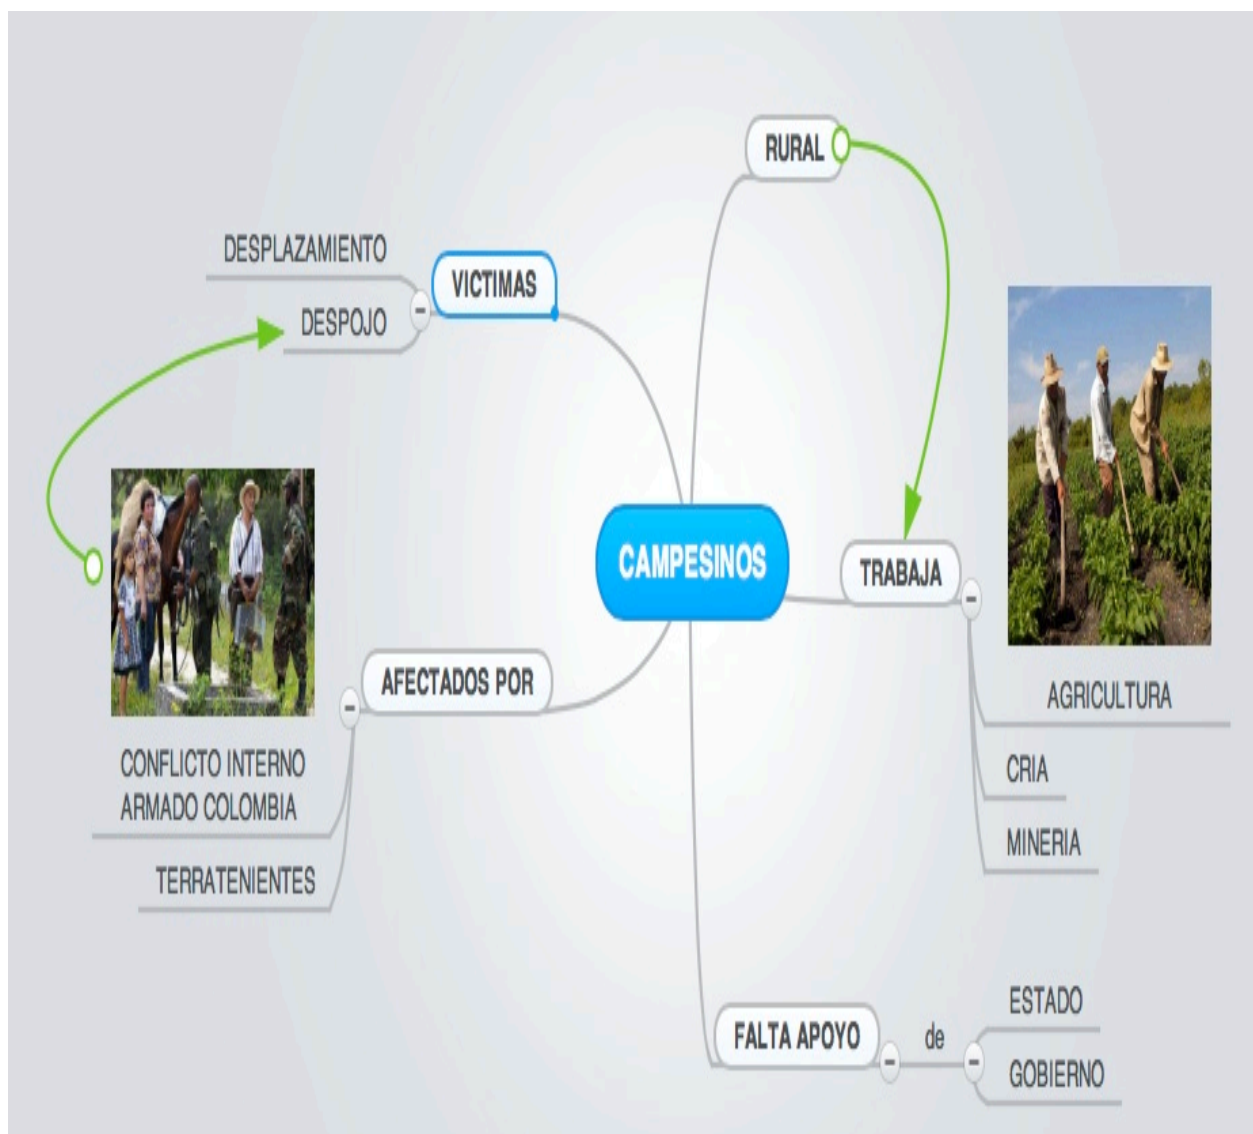 RURAL
DESPLAZAMIENTO
VICTIMAS
DESPOJO
CAMPESINOS
TRABAJA
AFECTADOS POR
AGRICULTURA
CONFLICTO INTERNO
ARMADO COLOMBIA
CRIA
MINERIA
TERRATENIENTES
FALTA APOYO
de
ESTADO
GOBIERNO